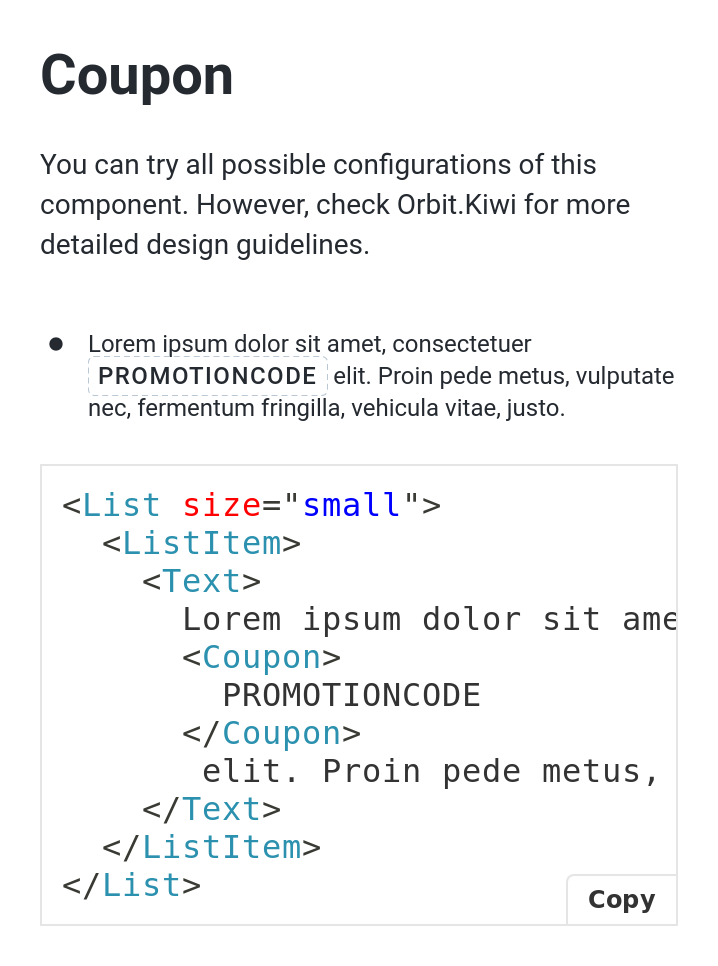 Coupon
You can try all possible configurations of this
component. However, check Orbit.Kiwi for more
detailed design guidelines.
Lorem ipsum dolor sit amet, consectetuer
PROMOTIONCODE elit. Proin pede metus, vulputate
nec, fermentum fringilla, vehicula vitae, justo.
<List size="small">
  <ListItem>
    <Text>
      Lorem ipsum dolor sit ame
      <Coupon>
        PROMOTIONCODE
      </Coupon>
       elit. Proin pede metus,
    </Text>
  </ListItem>
</List>
Copy